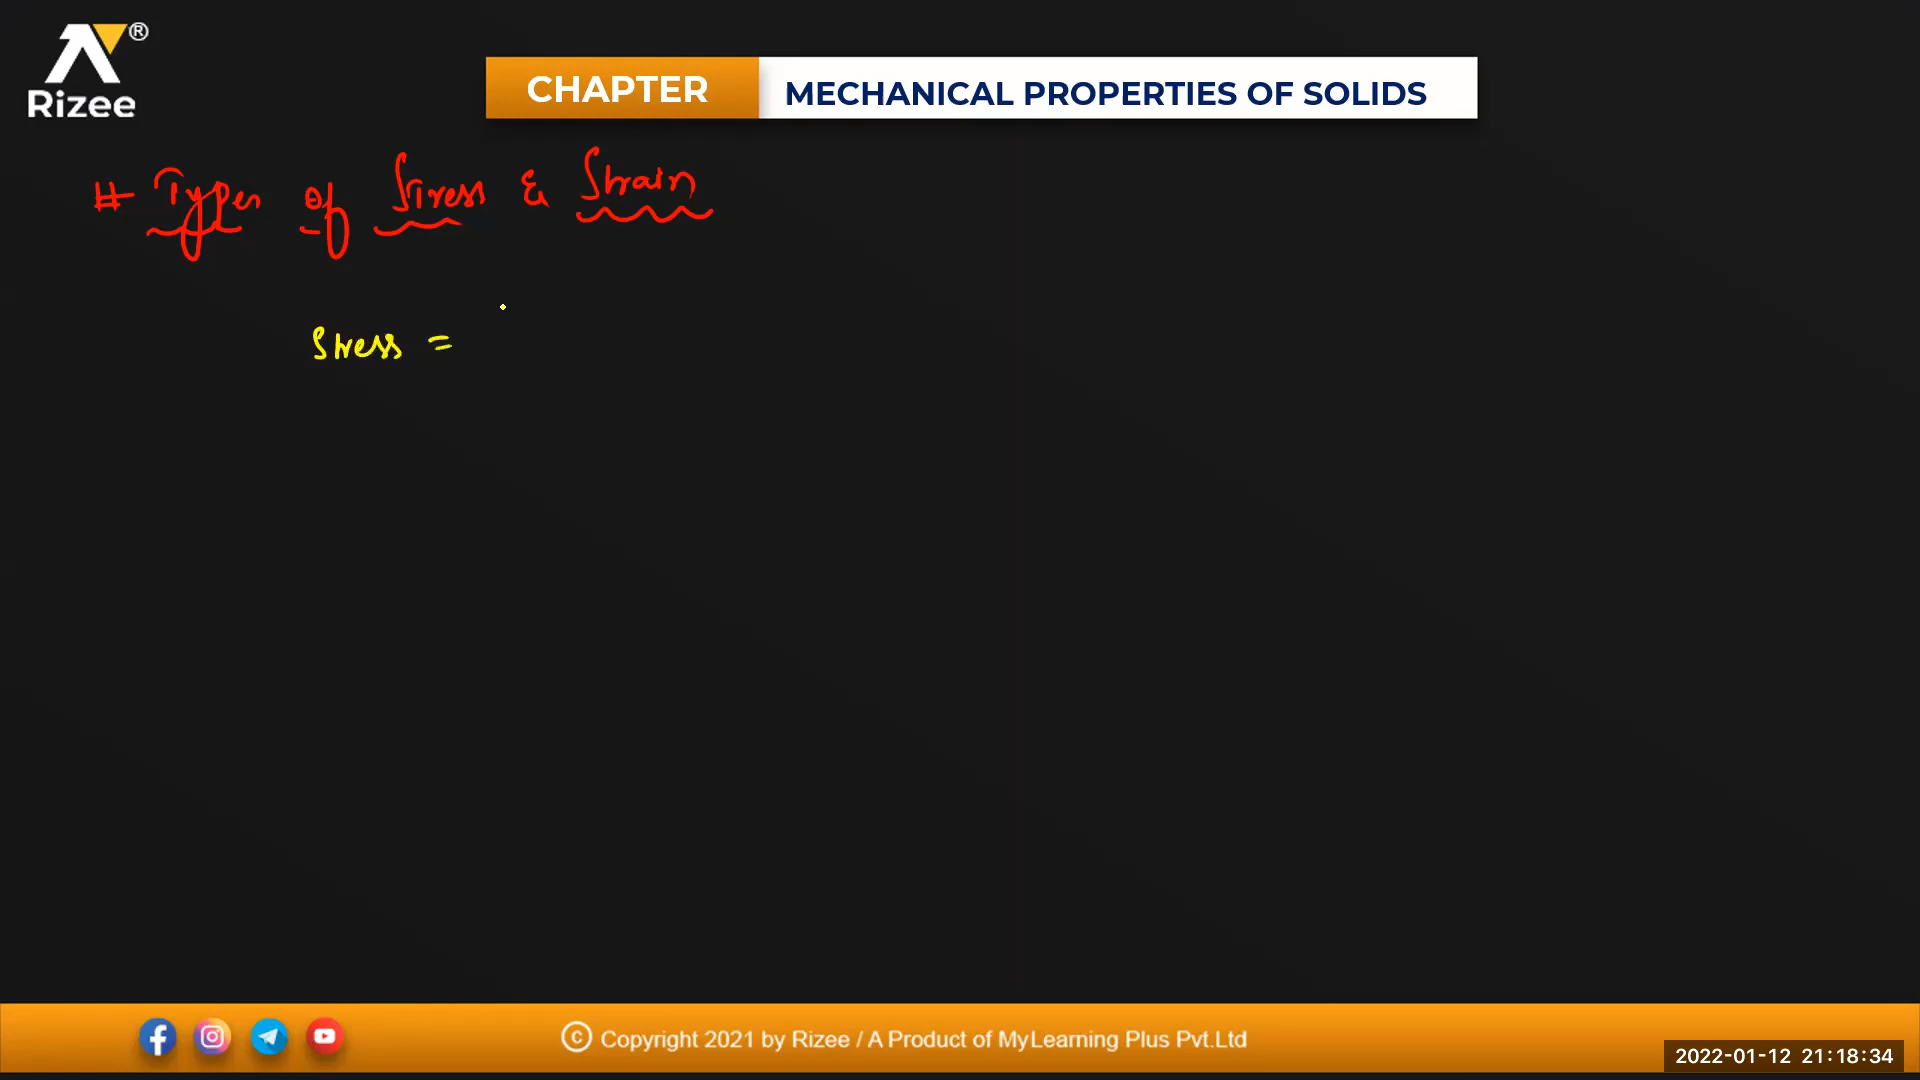 Rizee®
CHAPTER MECHANICAL PROPERTIES OF SOLIDS
# Types of Stress & Strain
Stress =
© Copyright 2021 by Rizee / A Product of MyLearning Plus Pvt.Ltd
2022-01-12 21:18:34